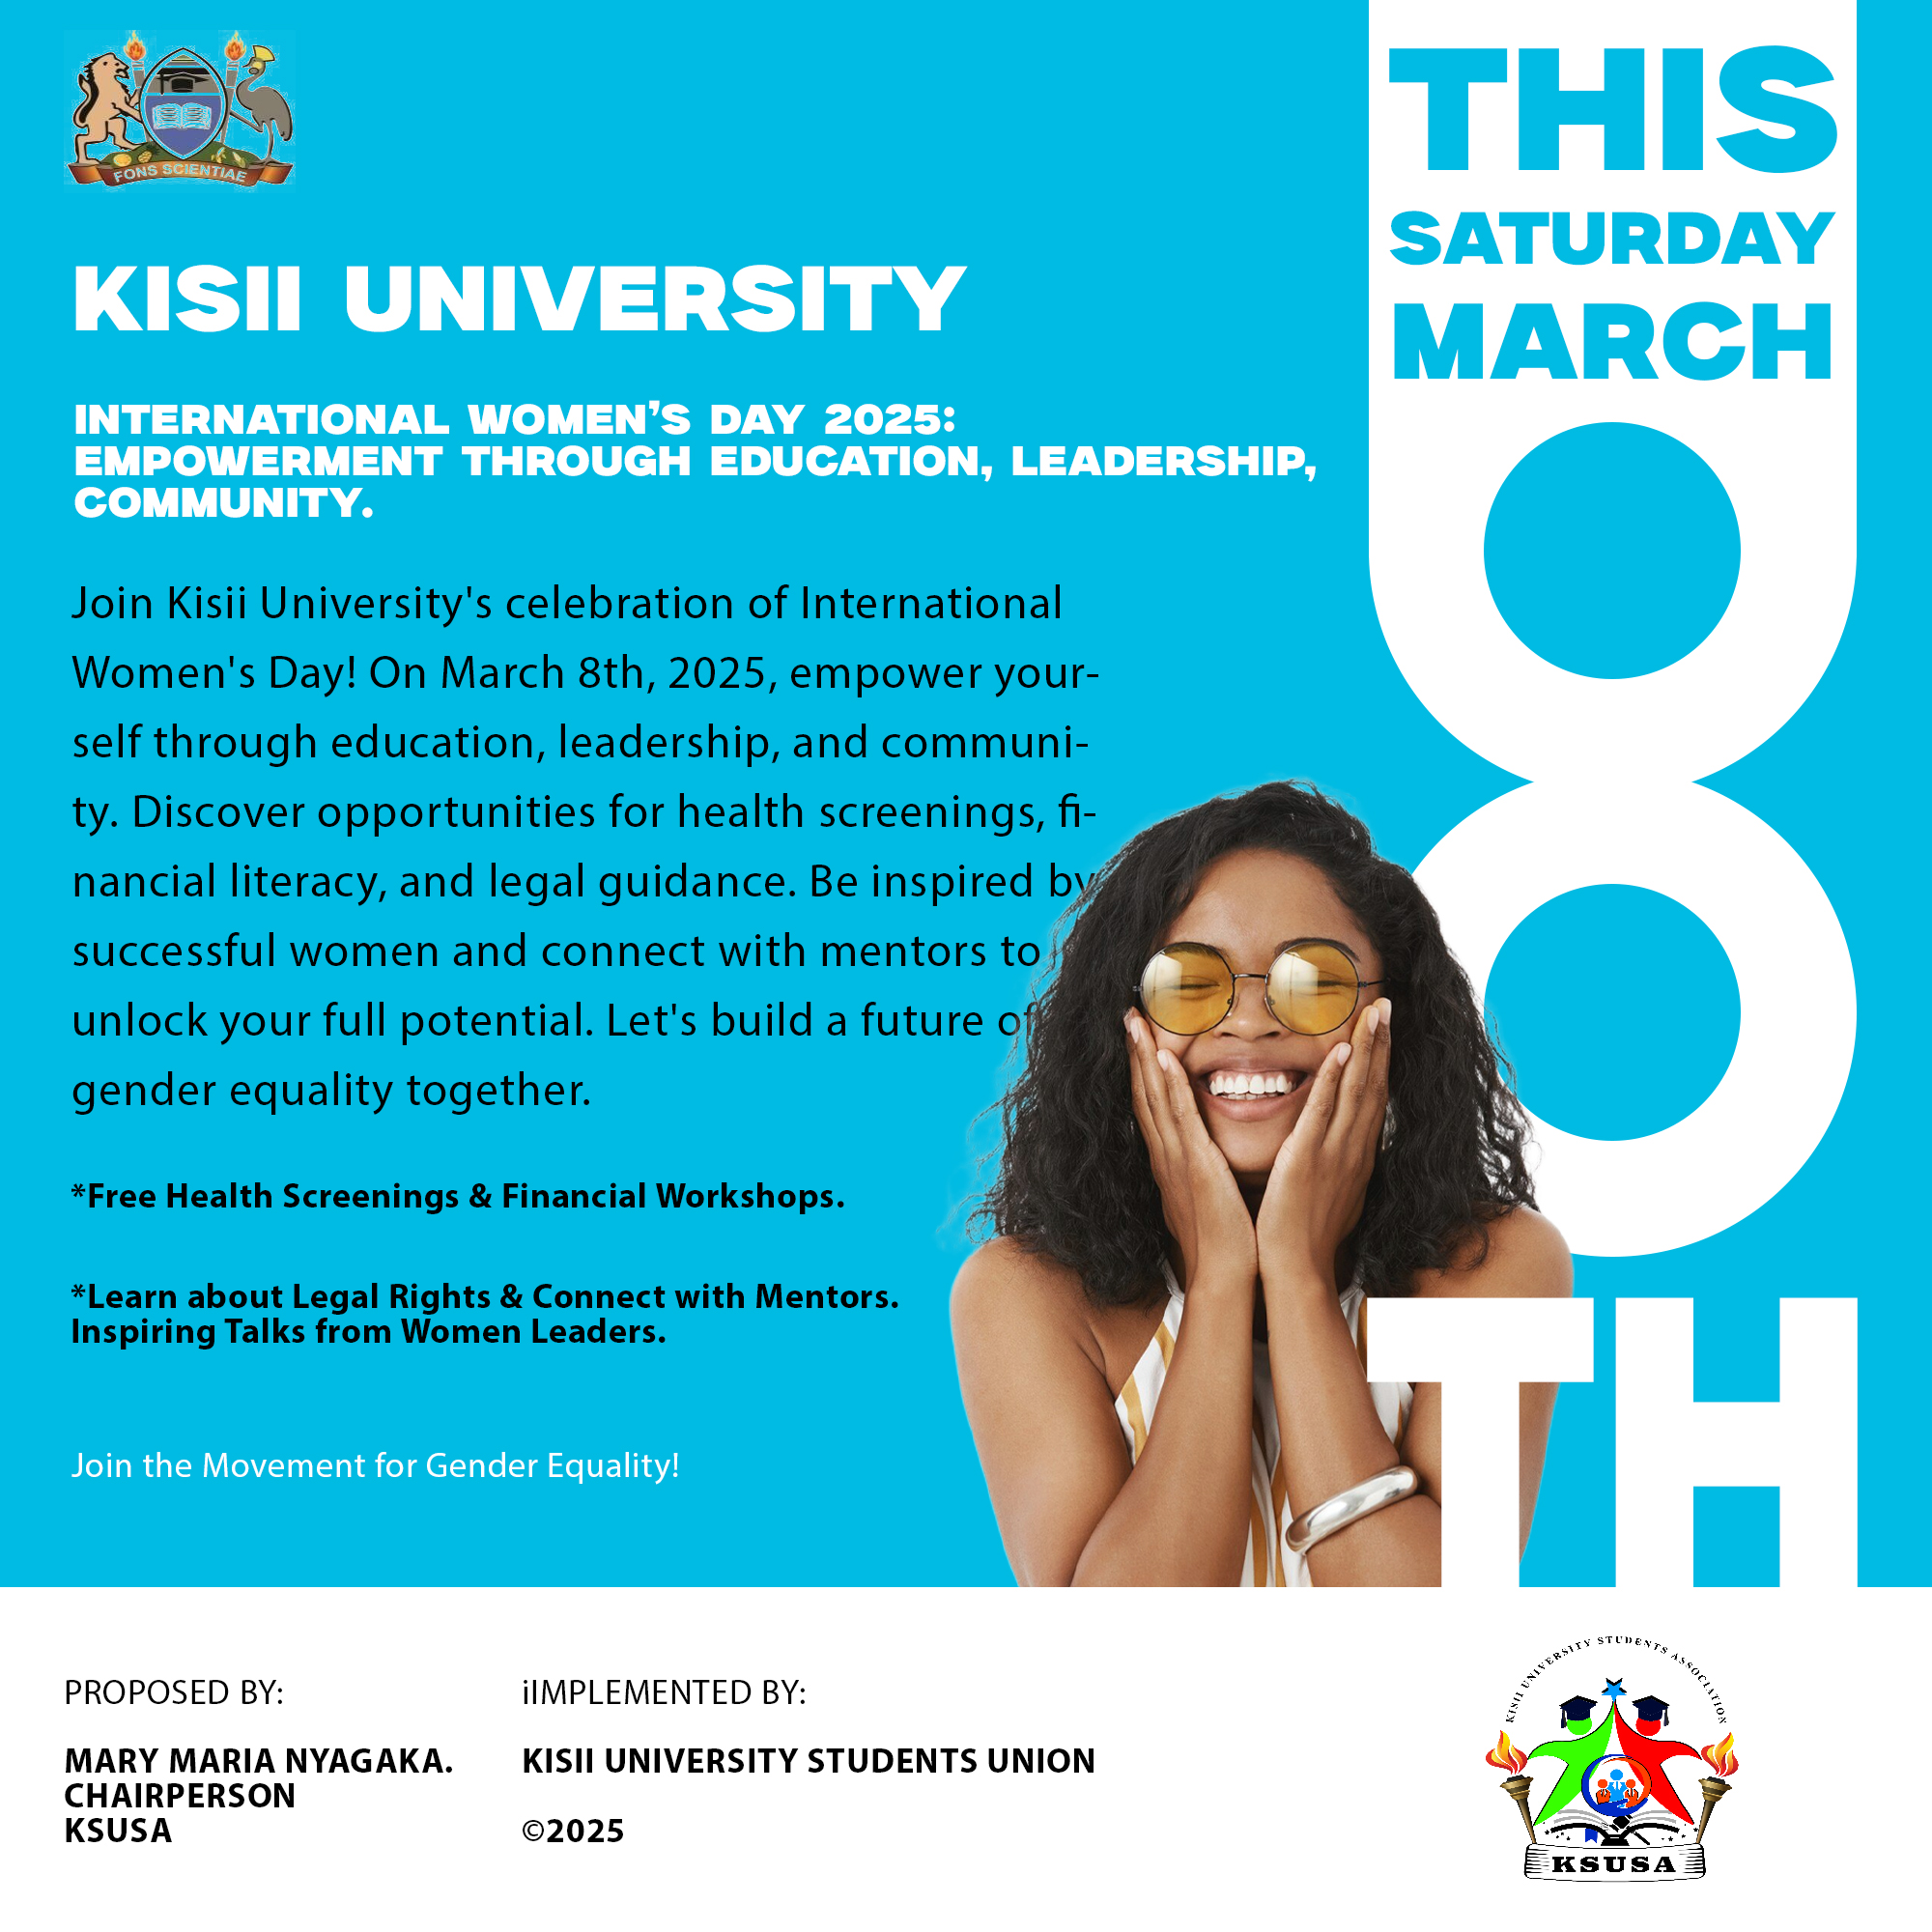 FONS SCIENTIAE
KISII UNIVERSITY
INTERNATIONAL WOMEN'S DAY 2025:
EMPOWERMENT THROUGH EDUCATION, LEADERSHIP,
COMMUNITY.
Join Kisii University's celebration of International
Women's Day! On March 8th, 2025, empower your-
self through education, leadership, and communi-
ty. Discover opportunities for health screenings, fi-
nancial literacy, and legal guidance. Be inspired by
successful women and connect with mentors to
unlock your full potential. Let's build a future of
gender equality together.
*Free Health Screenings & Financial Workshops.
*Learn about Legal Rights & Connect with Mentors.
Inspiring Talks from Women Leaders.
Join the Movement for Gender Equality!
THIS
SATURDAY
MARCH
8
TH
PROPOSED BY:
MARY MARIA NYAGAKA.
CHAIRPERSON
KSUSA
iIMPLEMENTED BY:
KISII UNIVERSITY STUDENTS UNION
©2025
KISII UNIVERSITY STUDENTS ASSOCIATION
KSUSA